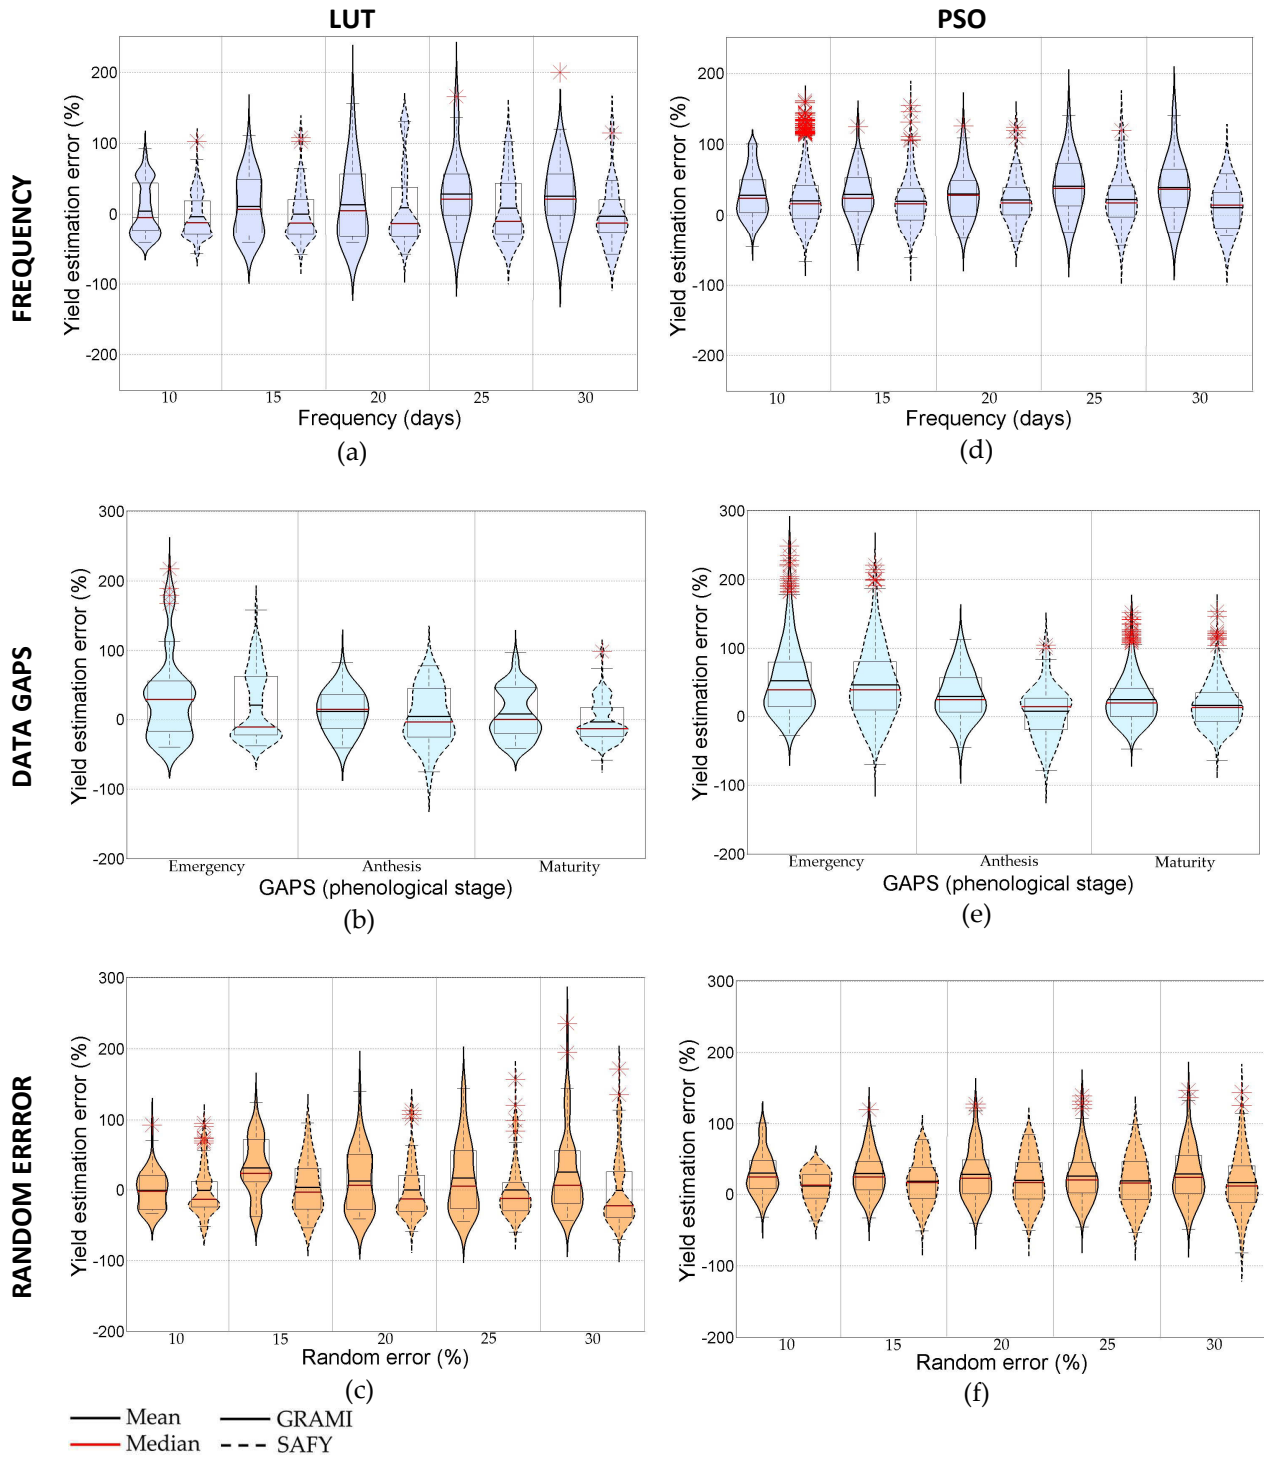 LUT
PSO
FREQUENCY
Yield estimation error (%)
200
100
0
-100
-200
10 15 20 25 30
Frequency (days)
(a)
Yield estimation error (%)
200
100
0
-100
-200
10 15 20 25 30
Frequency (days)
(d)
DATA GAPS
Yield estimation error (%)
300
200
100
0
-100
-200
Emergency Anthesis Maturity
GAPS (phenological stage)
(b)
Yield estimation error (%)
300
200
100
0
-100
-200
Emergency Anthesis Maturity
GAPS (phenological stage)
(e)
RANDOM ERRROR
Yield estimation error (%)
300
200
100
0
-100
-200
10 15 20 25 30
Random error (%)
(c)
Yield estimation error (%)
300
200
100
0
-100
-200
10 15 20 25 30
Random error (%)
(f)
Mean GRAMI
Median SAFY